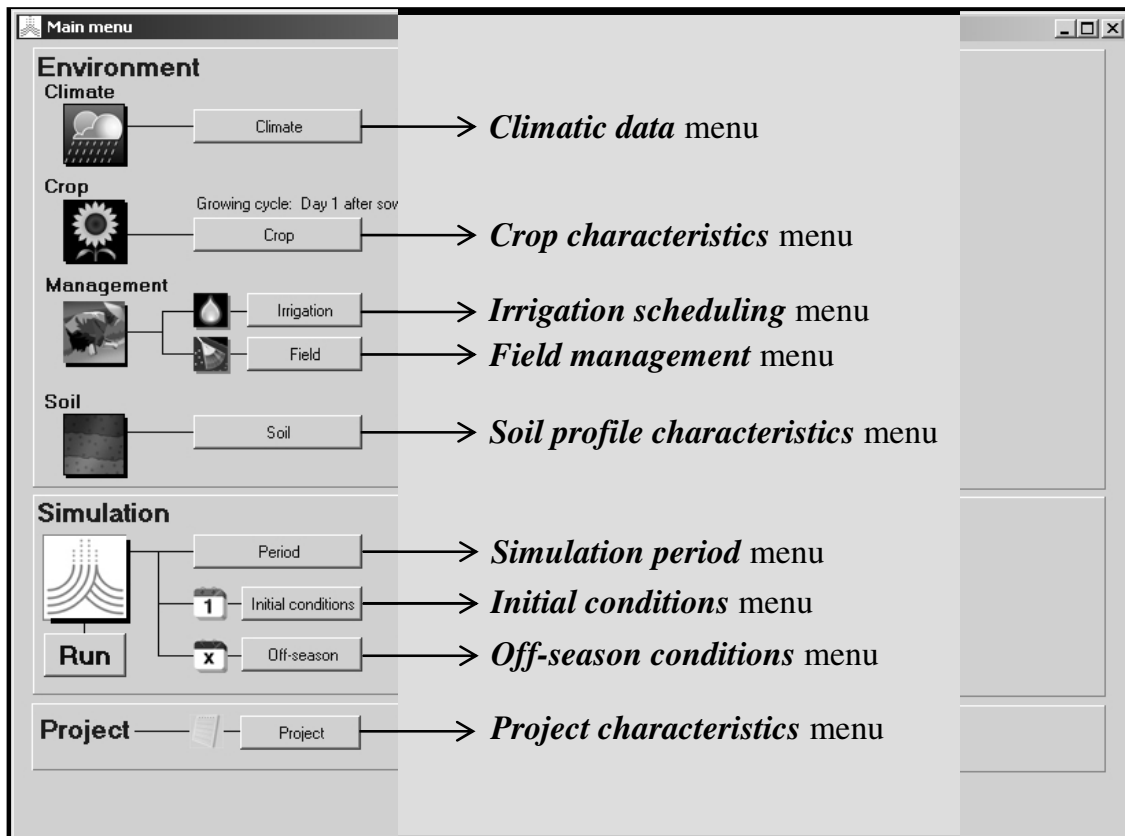 Main menu
Environment
Climate
Climate
Climatic data menu
Crop
Growing cycle: Day 1 after sow
Crop
Crop characteristics menu
Management
Irrigation
Irrigation scheduling menu
Field
Field management menu
Soil
Soil
Soil profile characteristics menu
Simulation
Period
Simulation period menu
1
Initial conditions
Initial conditions menu
Run
x
Off-season
Off-season conditions menu
Project
Project
Project characteristics menu